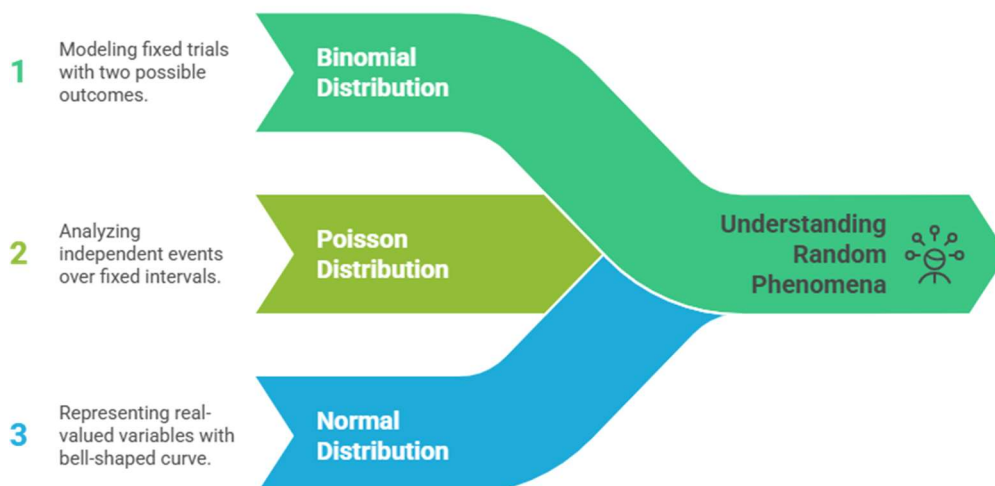 1
Modeling fixed trials
with two possible
outcomes.
Binomial
Distribution
2
Analyzing
independent events
over fixed intervals.
Poisson
Distribution
Understanding
Random
Phenomena
3
Representing real-
valued variables with
bell-shaped curve.
Normal
Distribution